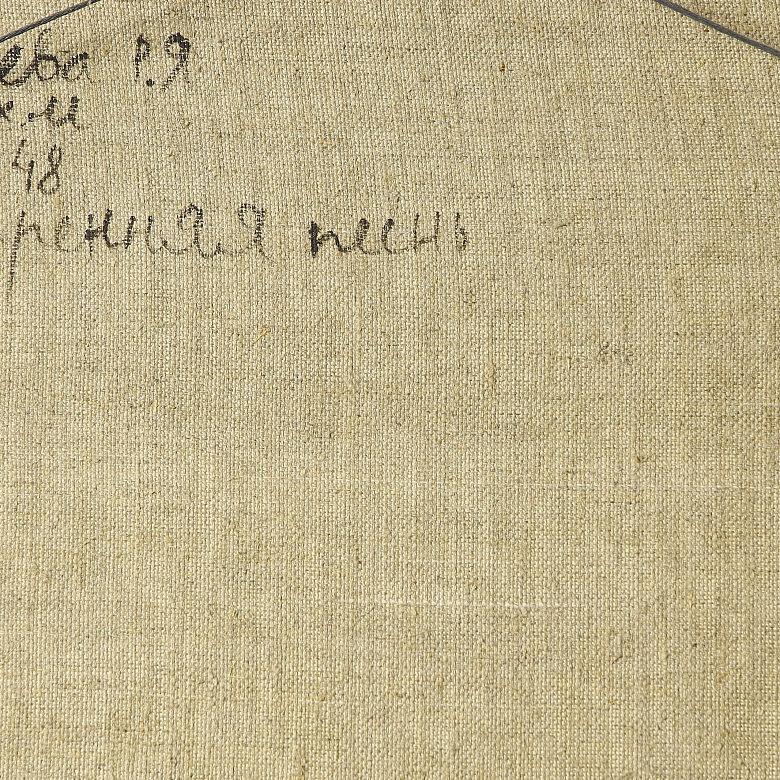 ева Р.Я
х.м
48
ренняя песнь